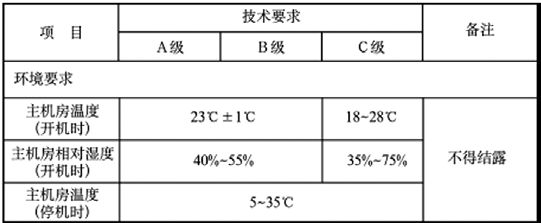 项 目
技术要求
备注
A级
B级
C级
环境要求
主机房温度
(开机时)
23℃±1℃
18~28℃
不得结露
主机房相对湿度
(开机时)
40%~55%
35%~75%
主机房温度
(停机时)
5~35℃